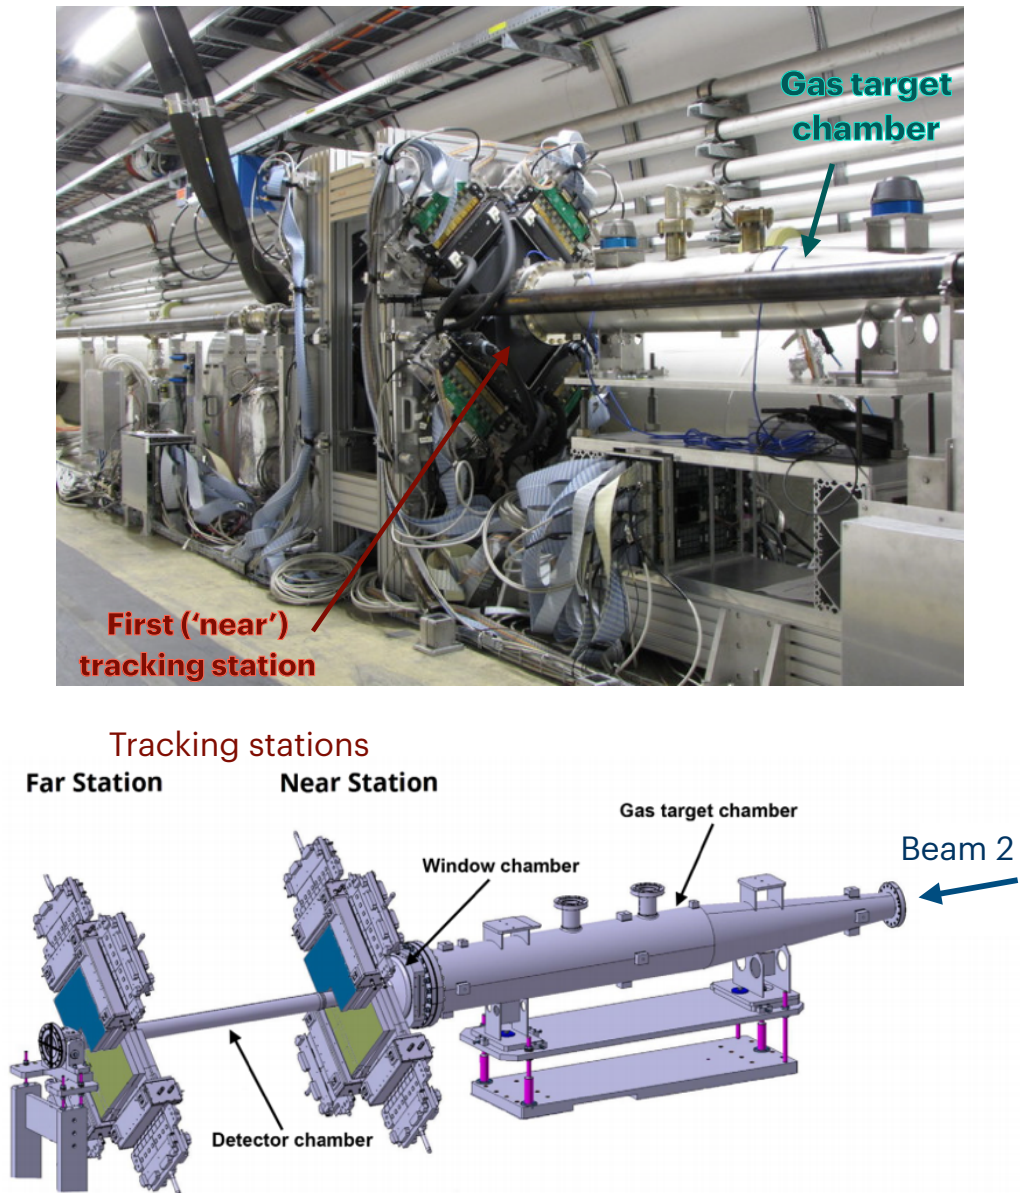 Gas target
chamber
First (‘near’)
tracking station
Tracking stations
Far Station
Near Station
Gas target chamber
Window chamber
Beam 2
Detector chamber